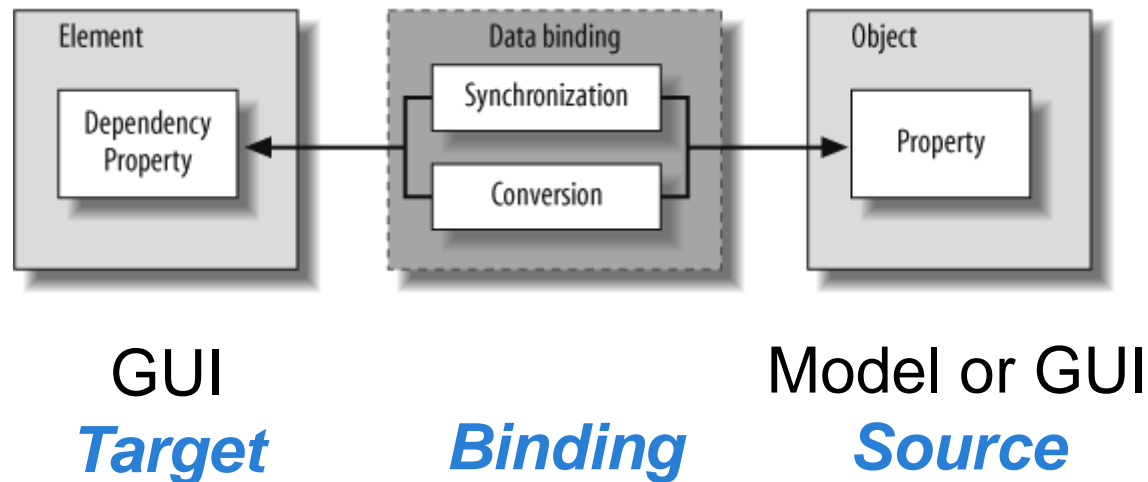 Element
Data binding
Object
Dependency
Property
Synchronization
Conversion
Property
GUI
Model or GUI
Target
Binding
Source